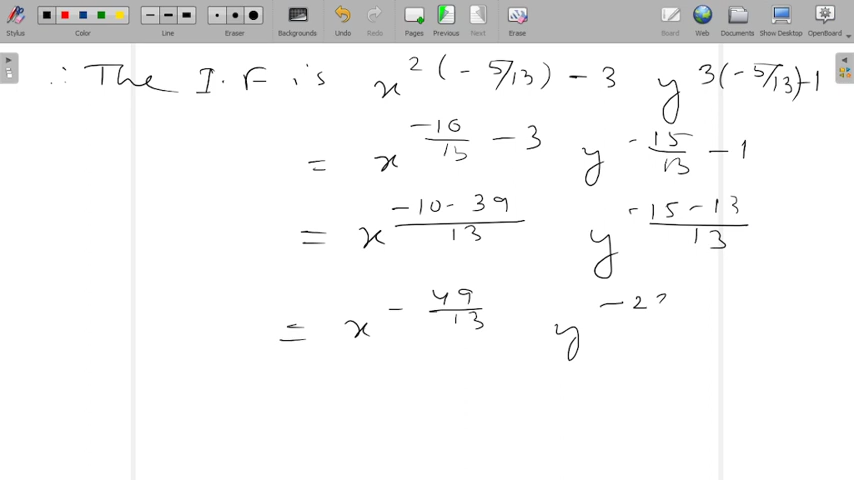 Stylus Color Line Eraser Backgrounds Undo Redo Pages Previous Next Erase Board Web Documents Show Desktop OpenBoard
∴ The I.F is x^2(-5/13)-3 y^3(-5/13)-1
= x^-10/13 - 3 y^-15/13 - 1
= x^-10-39/13 y^-15-13/13
= x^-49/13 y^-2